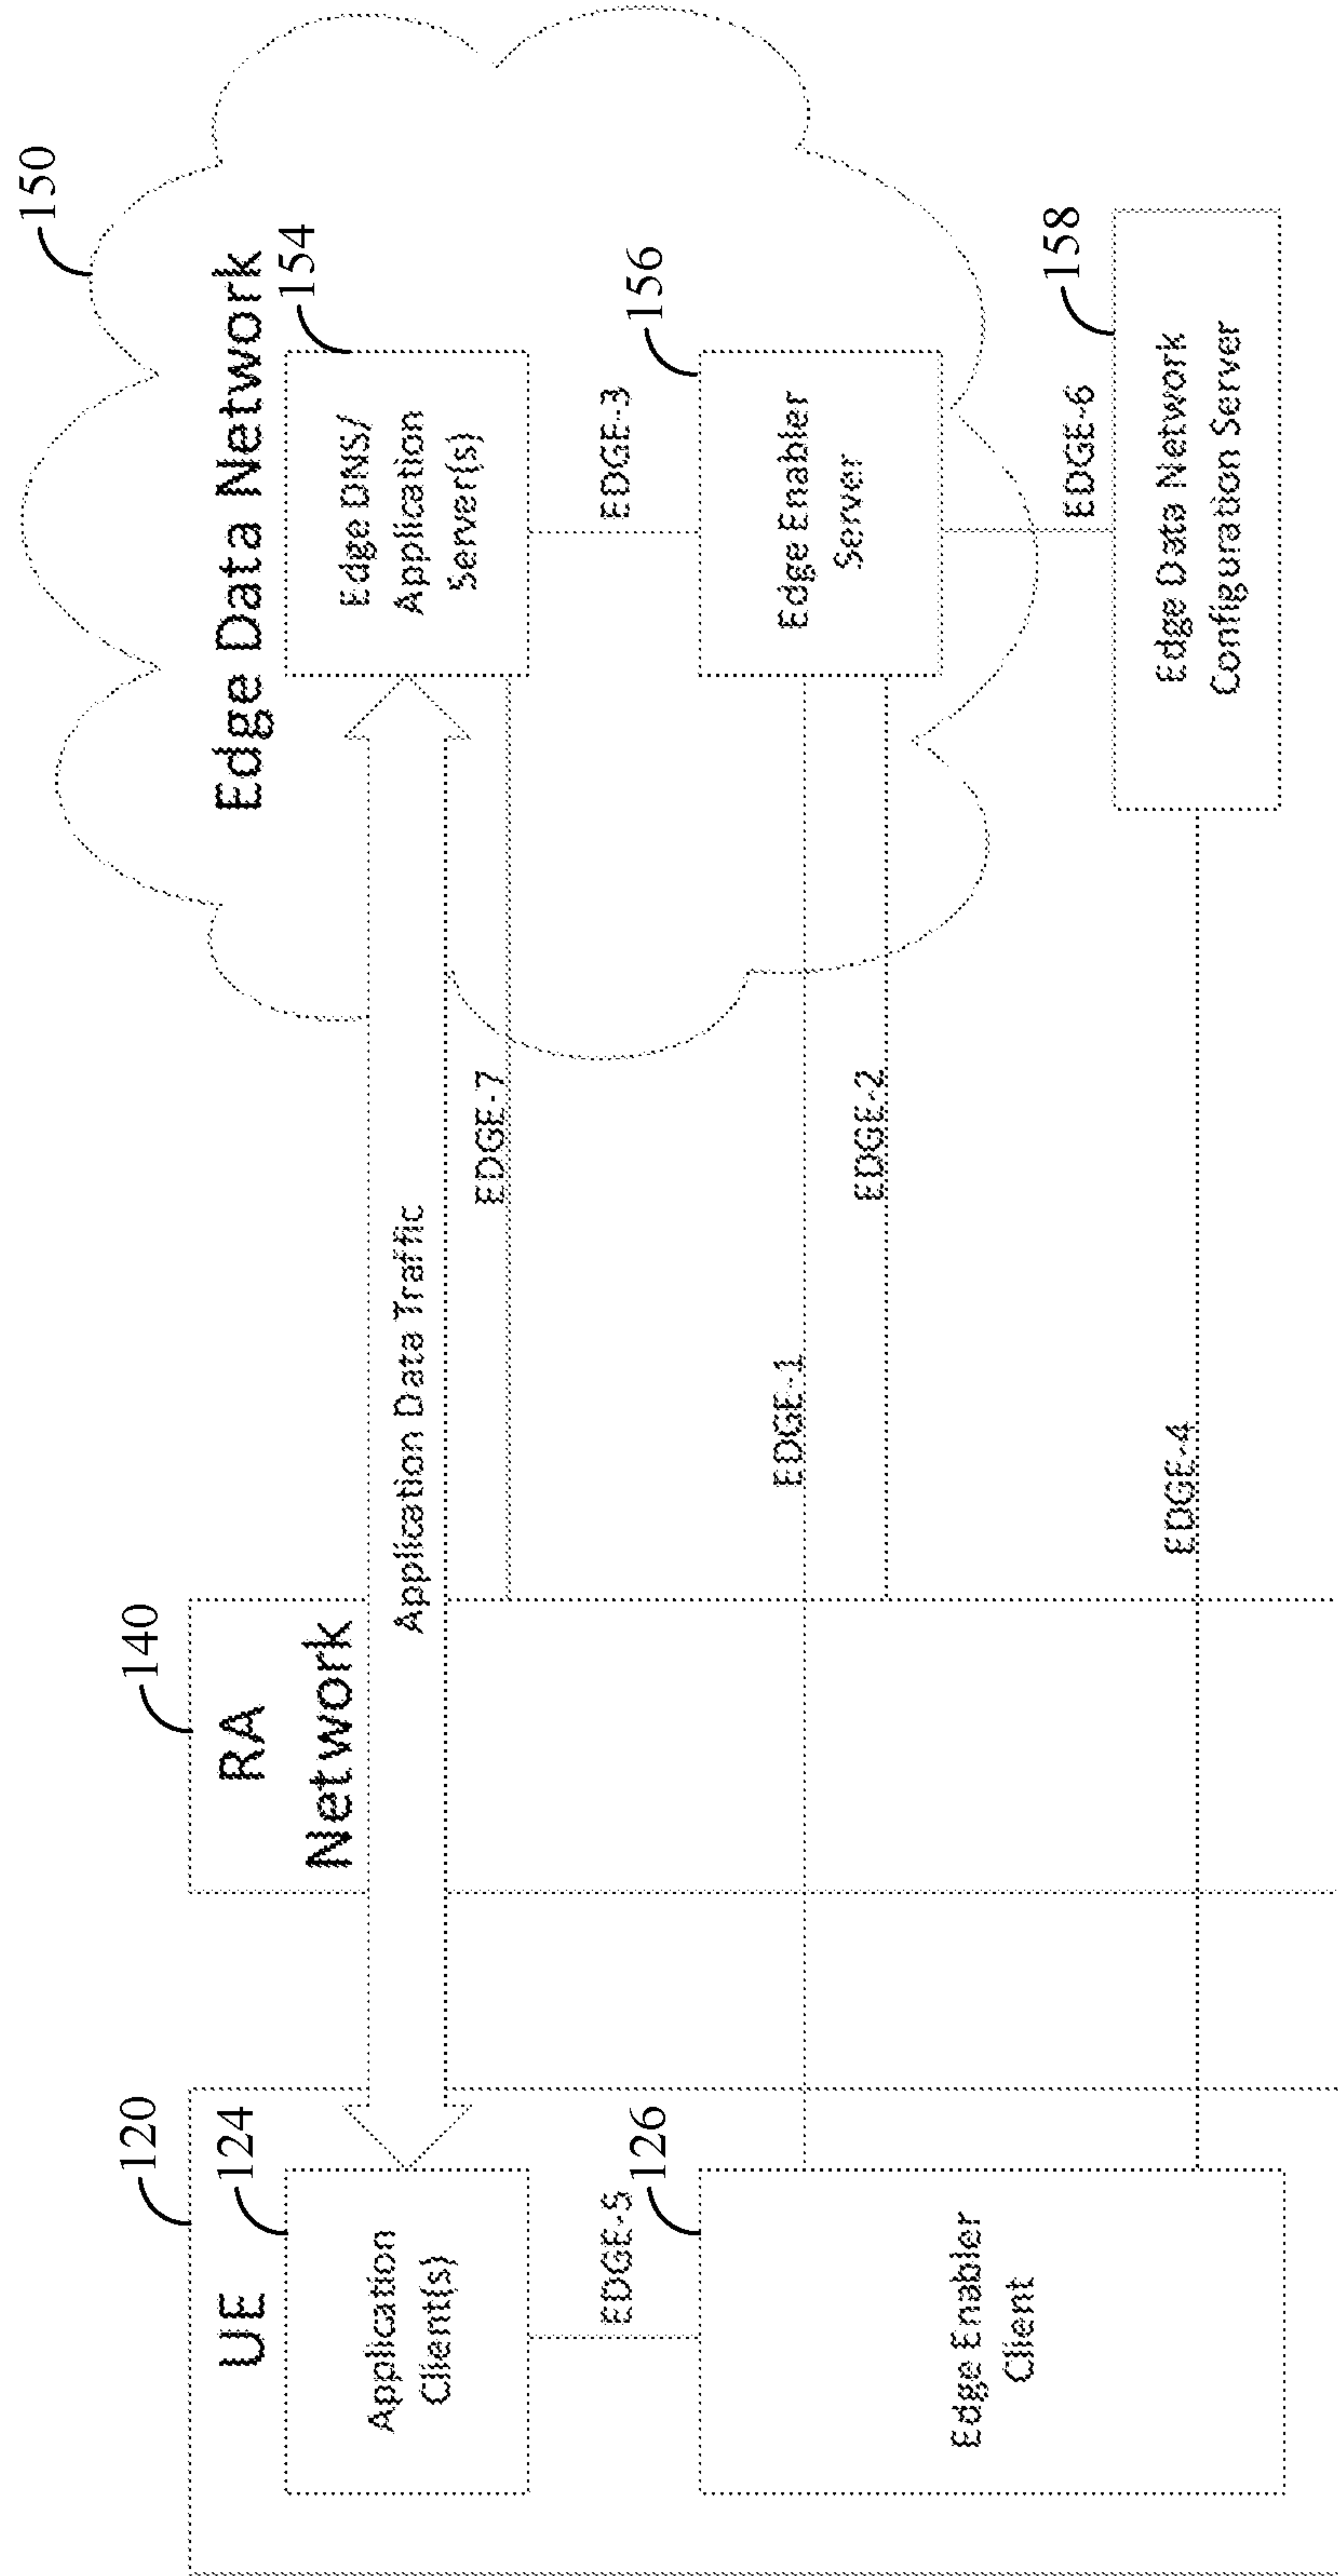 120
UE
124
Application
Client(s)
EDGE-5
126
Edge Enabler
Client
140
RA
Network
Application Data Traffic
EDGE-7
EDGE-1
EDGE-2
EDGE-4
150
Edge Data Network
154
Edge DNS/
Application
Server(s)
EDGE-3
156
Edge Enabler
Server
EDGE-6
158
Edge Data Network
Configuration Server